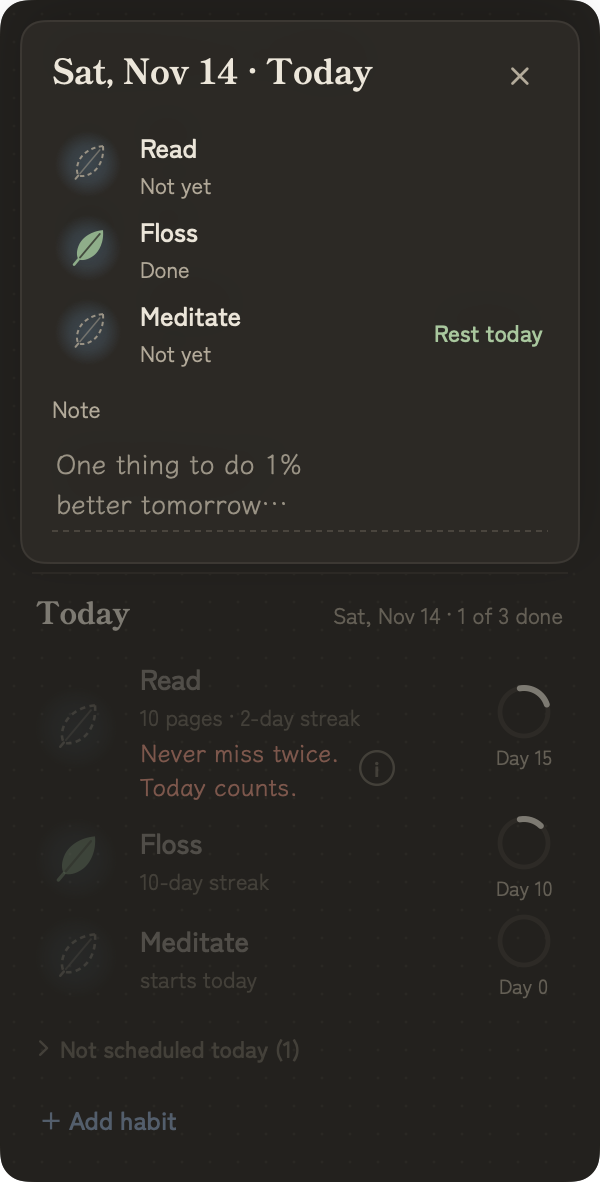 Sat, Nov 14 · Today
Read
Not yet
Floss
Done
Meditate
Not yet
Rest today
Note
One thing to do 1%
better tomorrow···
Today
Sat, Nov 14 · 1 of 3 done
Read
10 pages · 2-day streak
Never miss twice.
Today counts.
Day 15
Floss
10-day streak
Day 10
Meditate
starts today
Day 0
Not scheduled today (1)
+ Add habit